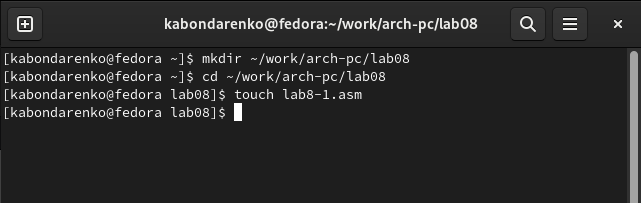 kabondarenko@fedora:~/work/arch-pc/lab08
[kabondarenko@fedora ~]$ mkdir ~/work/arch-pc/lab08
[kabondarenko@fedora ~]$ cd ~/work/arch-pc/lab08
[kabondarenko@fedora lab08]$ touch lab8-1.asm
[kabondarenko@fedora lab08]$